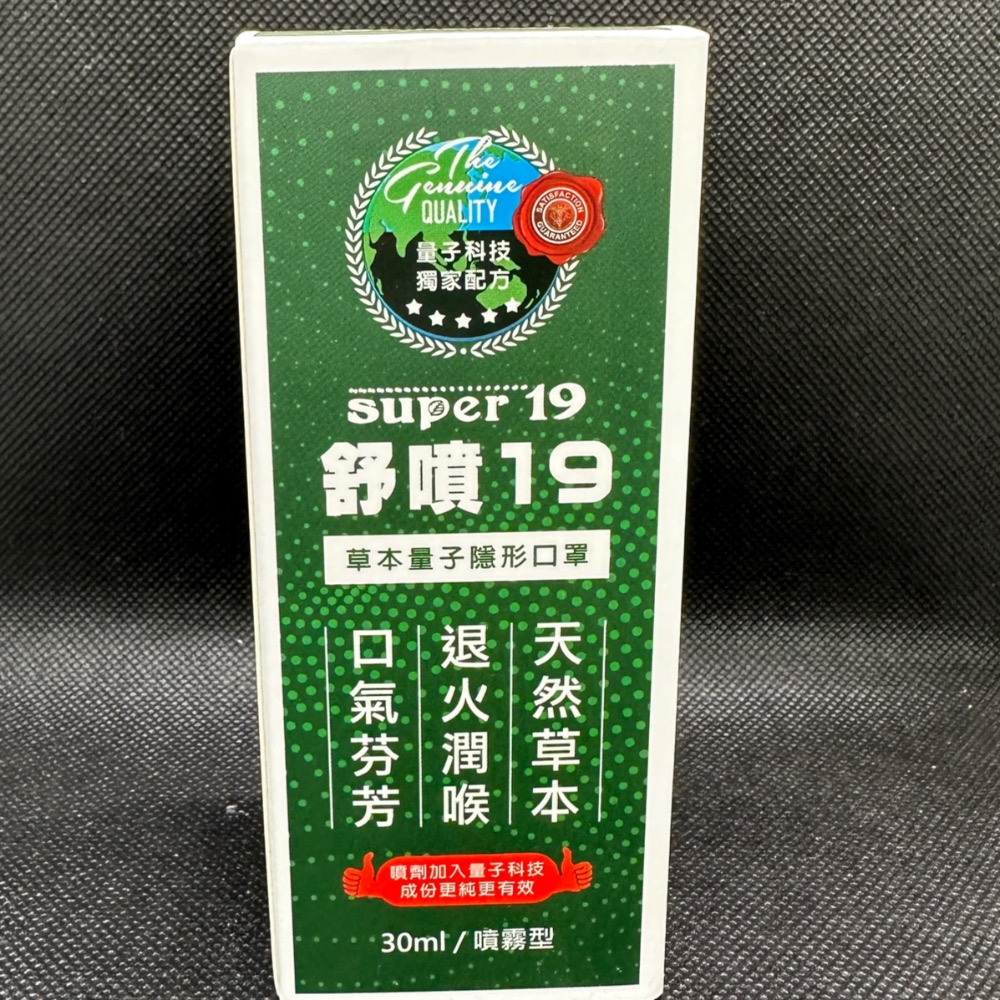 The
Genuine
QUALITY
SATISFACTION
GUARANTEED
量子科技
獨家配方
super 19
舒噴19
草本量子隱形口罩
天然草本
退火潤喉
口氣芬芳
噴劑加入量子科技
成份更純更有效
30ml / 噴霧型